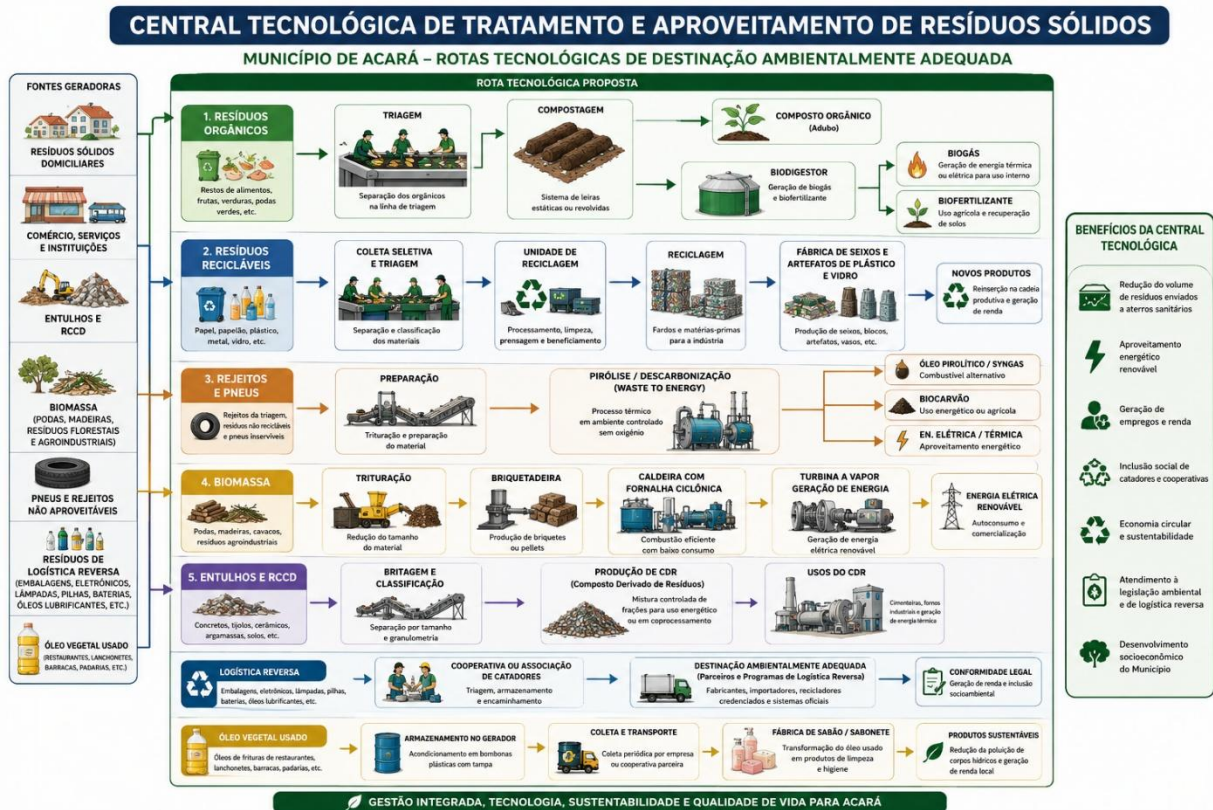 CENTRAL TECNOLÓGICA DE TRATAMENTO E APROVEITAMENTO DE RESÍDUOS SÓLIDOS
MUNICÍPIO DE ACARÁ – ROTAS TECNOLÓGICAS DE DESTINAÇÃO AMBIENTALMENTE ADEQUADA
FONTES GERADORAS
RESÍDUOS SÓLIDOS
DOMICILIARES
COMÉRCIO, SERVIÇOS
E INSTITUIÇÕES
ENTULHOS E
RCCD
BIOMASSA
(PODAS, MADEIRAS,
RESÍDUOS FLORESTAIS
E AGROINDUSTRIAIS)
PNEUS E REJEITOS
NÃO APROVEITÁVEIS
RESÍDUOS DE
LOGÍSTICA REVERSA
(EMBALAGENS, ELETRÔNICOS,
LÂMPADAS, PILHAS, BATERIAS,
ÓLEOS LUBRIFICANTES, ETC.)
ÓLEO VEGETAL USADO
(RESTAURANTES, LANCHONETES,
BARRACAS, PADARIAS, ETC.)
ROTA TECNOLÓGICA PROPOSTA
1. RESÍDUOS
ORGÂNICOS
Restos de alimentos,
frutas, verduras, podas
verdes, etc.
TRIAGEM
Separação dos orgânicos
na linha de triagem
COMPOSTAGEM
Sistema de leiras
estáticas ou revolvidas
COMPOSTO ORGÂNICO
(Adubo)
BIODIGESTOR
Geração de biogás
e biofertilizante
BIOGÁS
Geração de energia térmica
ou elétrica para uso interno
BIOFERTILIZANTE
Uso agrícola e recuperação
de solos
2. RESÍDUOS
RECICLÁVEIS
Papel, papelão, plástico,
metal, vidro, etc.
COLETA SELETIVA
E TRIAGEM
Separação e classificação
dos materiais
UNIDADE DE
RECICLAGEM
Processamento, limpeza,
prensagem e beneficiamento
RECICLAGEM
Fardos e matérias-primas
para a indústria
FÁBRICA DE SEIXOS E
ARTEFATOS DE PLÁSTICO
E VIDRO
Produção de seixos, blocos,
artefatos, vasos, etc.
NOVOS PRODUTOS
Reinserção na cadeia
produtiva e geração
de renda
3. REJEITOS
E PNEUS
Rejeitos da triagem,
resíduos não recicláveis
e pneus inservíveis
PREPARAÇÃO
Trituração e preparação
do material
PIRÓLISE / DESCARBONIZAÇÃO
(WASTE TO ENERGY)
Processo térmico
em ambiente controlado
sem oxigênio
ÓLEO PIROLÍTICO / SYNGAS
Combustível alternativo
BIOCARVÃO
Uso energético ou agrícola
EN. ELÉTRICA / TÉRMICA
Aproveitamento energético
4. BIOMASSA
Podas, madeiras, cavacos,
resíduos agroindustriais
TRITURAÇÃO
Redução do tamanho
do material
BRIQUETADEIRA
Produção de briquetes
ou pellets
CALDEIRA COM
FORNALHA CICLÔNICA
Combustão eficiente
com baixo consumo
TURBINA A VAPOR
GERAÇÃO DE ENERGIA
Geração de energia
elétrica renovável
ENERGIA ELÉTRICA
RENOVÁVEL
Autoconsumo e
comercialização
5. ENTULHOS E RCCD
Concretos, tijolos, cerâmicos,
argamassas, solos, etc.
BRITAGEM E
CLASSIFICAÇÃO
Separação por tamanho
e granulometria
PRODUÇÃO DE CDR
(Composto Derivado de Resíduos)
Mistura controlada de
frações para uso energético
ou em coprocessamento
USOS DO CDR
Cimenteiras, fornos
industriais e geração
de energia térmica
LOGÍSTICA REVERSA
Embalagens, eletrônicos, lâmpadas, pilhas,
baterias, óleos lubrificantes, etc.
COOPERATIVA OU ASSOCIAÇÃO
DE CATADORES
Triagem, armazenamento
e encaminhamento
DESTINAÇÃO AMBIENTALMENTE ADEQUADA
(Parceiros e Programas de Logística Reversa)
Fabricantes, importadores, recicladores
credenciados e sistemas oficiais
CONFORMIDADE LEGAL
Geração de renda e inclusão
socioambiental
ÓLEO VEGETAL USADO
Óleos de frituras de restaurantes,
lanchonetes, barracas, padarias, etc.
ARMAZENAMENTO NO GERADOR
Acondicionamento em bombonas
plásticas com tampa
COLETA E TRANSPORTE
Coleta periódica por empresa
ou cooperativa parceira
FÁBRICA DE SABÃO / SABONETE
Transformação do óleo usado
em produtos de limpeza
e higiene
PRODUTOS SUSTENTÁVEIS
Redução da poluição de
corpos hídricos e geração
de renda local
BENEFÍCIOS DA CENTRAL
TECNOLÓGICA
Redução do volume
de resíduos enviados
a aterros sanitários
Aproveitamento
energético
renovável
Geração de
empregos e renda
Inclusão social de
catadores e cooperativas
Economia circular
e sustentabilidade
Atendimento à
legislação ambiental
e de logística reversa
Desenvolvimento
socioeconômico
do Município
GESTÃO INTEGRADA, TECNOLOGIA, SUSTENTABILIDADE E QUALIDADE DE VIDA PARA ACARÁ